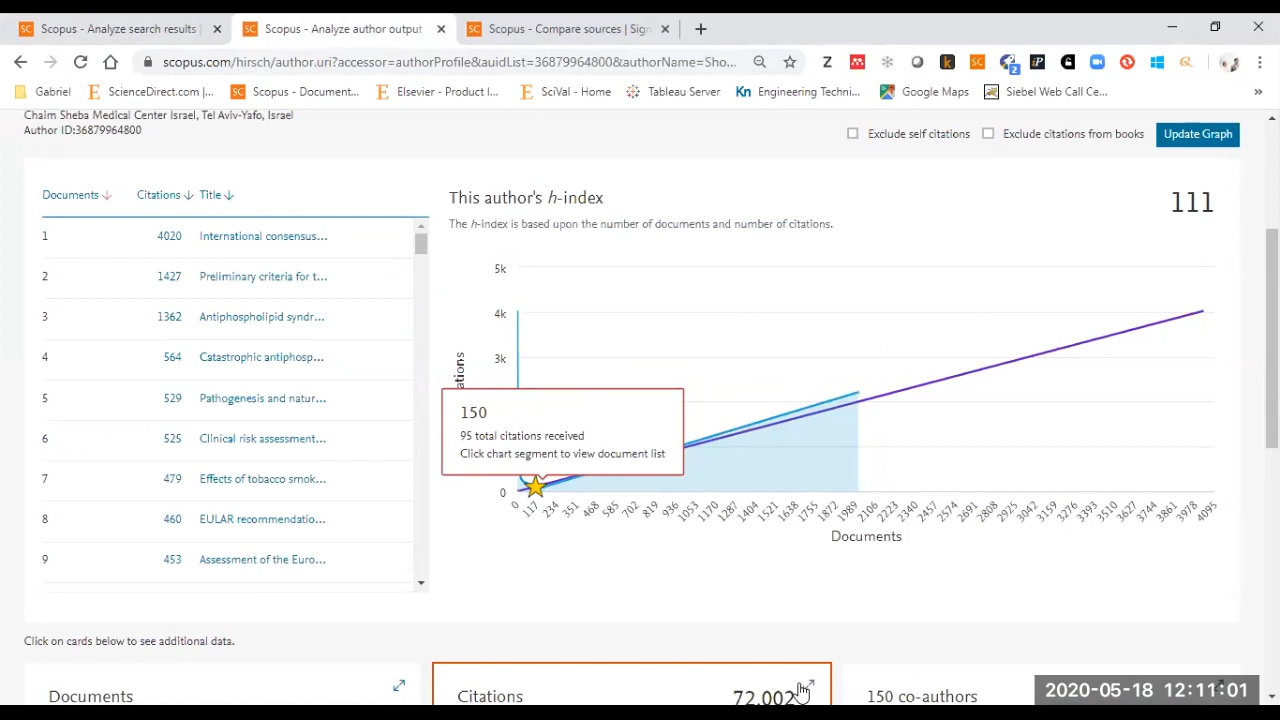 Scopus - Analyze search results |
Scopus - Analyze author output
Scopus - Compare sources | Sign
scopus.com/hirsch/author.uri?accessor=authorProfile&auidList=36879964800&authorName=Sho...
Gabriel
ScienceDirect.com |...
Scopus - Document...
Elsevier - Product I...
SciVal - Home
Tableau Server
Kn Engineering Techni...
Google Maps
Siebel Web Call Ce...
»
Chaim Sheba Medical Center Israel, Tel Aviv-Yafo, Israel
Author ID:36879964800
Exclude self citations
Exclude citations from books
Update Graph
Documents Citations Title
1 4020 International consensus...
2 1427 Preliminary criteria for t...
3 1362 Antiphospholipid syndr...
4 564 Catastrophic antiphosp...
5 529 Pathogenesis and natur...
6 525 Clinical risk assessment...
7 479 Effects of tobacco smok...
8 460 EULAR recommendatio...
9 453 Assessment of the Euro...
This author's h-index
111
The h-index is based upon the number of documents and number of citations.
5k
4k
3k
0
ations
150
95 total citations received
Click chart segment to view document list
0 117 234 351 468 585 702 819 936 1053 1170 1287 1404 1521 1638 1755 1872 1989 2106 2223 2340 2457 2574 2691 2808 2925 3042 3159 3276 3393 3510 3627 3744 3861 3978 4095
Documents
Click on cards below to see additional data.
Documents
Citations 72,002
150 co-authors
2020-05-18 12:11:01